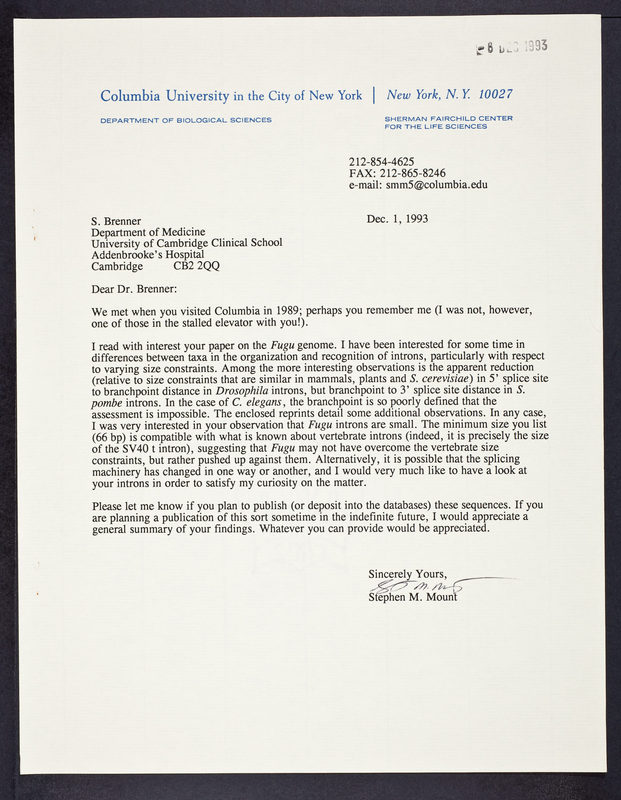 -8 DEC 1993
Columbia University in the City of New York | New York, N.Y. 10027
DEPARTMENT OF BIOLOGICAL SCIENCES
SHERMAN FAIRCHILD CENTER
FOR THE LIFE SCIENCES
212-854-4625
FAX: 212-865-8246
e-mail: smm5@columbia.edu
Dec. 1, 1993
S. Brenner
Department of Medicine
University of Cambridge Clinical School
Addenbrooke's Hospital
Cambridge CB2 2QQ
Dear Dr. Brenner:
We met when you visited Columbia in 1989; perhaps you remember me (I was not, however,
one of those in the stalled elevator with you!).
I read with interest your paper on the Fugu genome. I have been interested for some time in
differences between taxa in the organization and recognition of introns, particularly with respect
to varying size constraints. Among the more interesting observations is the apparent reduction
(relative to size constraints that are similar in mammals, plants and S. cerevisiae) in 5' splice site
to branchpoint distance in Drosophila introns, but branchpoint to 3' splice site distance in S.
pombe introns. In the case of C. elegans, the branchpoint is so poorly defined that the
assessment is impossible. The enclosed reprints detail some additional observations. In any case,
I was very interested in your observation that Fugu introns are small. The minimum size you list
(66 bp) is compatible with what is known about vertebrate introns (indeed, it is precisely the size
of the SV40 t intron), suggesting that Fugu may not have overcome the vertebrate size
constraints, but rather pushed up against them. Alternatively, it is possible that the splicing
machinery has changed in one way or another, and I would very much like to have a look at
your introns in order to satisfy my curiosity on the matter.
Please let me know if you plan to publish (or deposit into the databases) these sequences. If you
are planning a publication of this sort sometime in the indefinite future, I would appreciate a
general summary of your findings. Whatever you can provide would be appreciated.
Sincerely Yours,
Stephen M. Mount